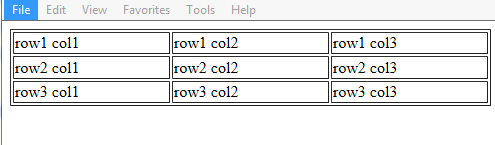 File Edit View Favorites Tools Help
row1 col1 row1 col2 row1 col3
row2 col1 row2 col2 row2 col3
row3 col1 row3 col2 row3 col3